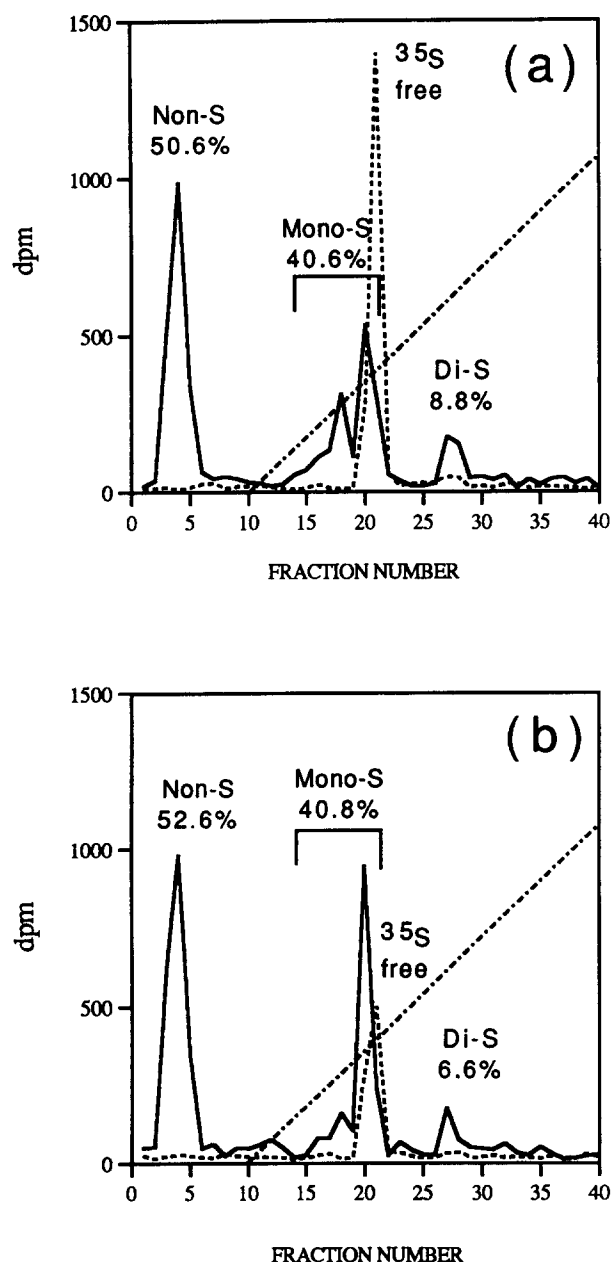 1500
(a)
35S
free
Non-S
50.6%
1000
Mono-S
40.6%
dpm
500
Di-S
8.8%
0
0 5 10 15 20 25 30 35 40
FRACTION NUMBER
1500
(b)
Non-S
52.6%
Mono-S
40.8%
1000
35S
free
dpm
500
Di-S
6.6%
0
0 5 10 15 20 25 30 35 40
FRACTION NUMBER